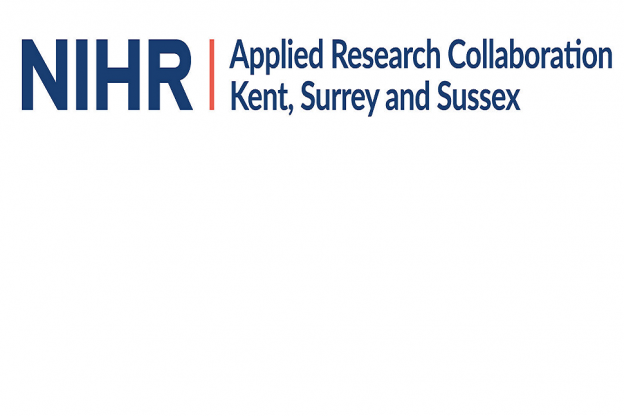 NIHR
Applied Research Collaboration
Kent, Surrey and Sussex